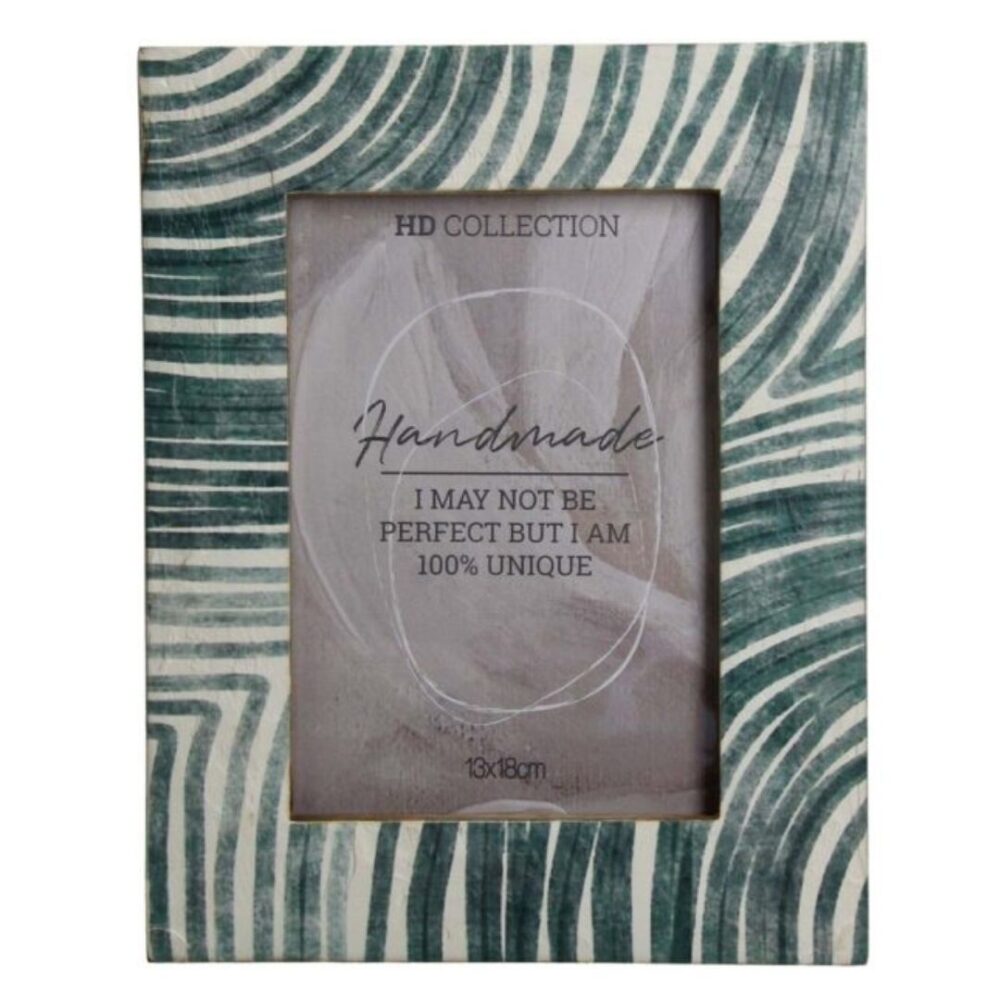 HD COLLECTION
Handmade
I MAY NOT BE
PERFECT BUT I AM
100% UNIQUE
13x18cm